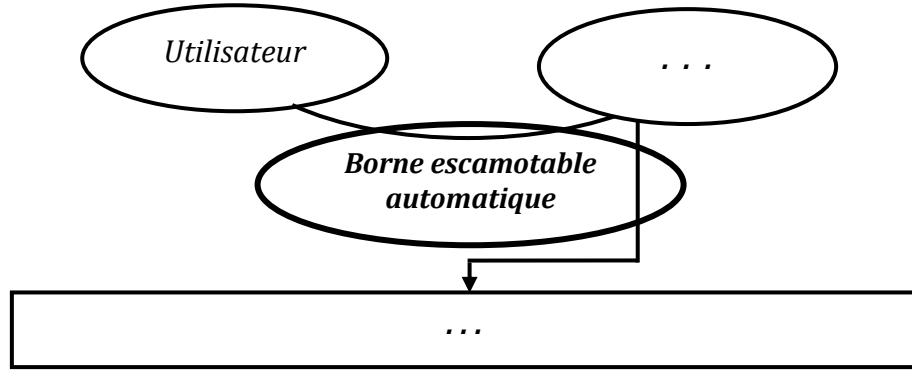 Utilisateur
. . .
Borne escamotable
automatique
...